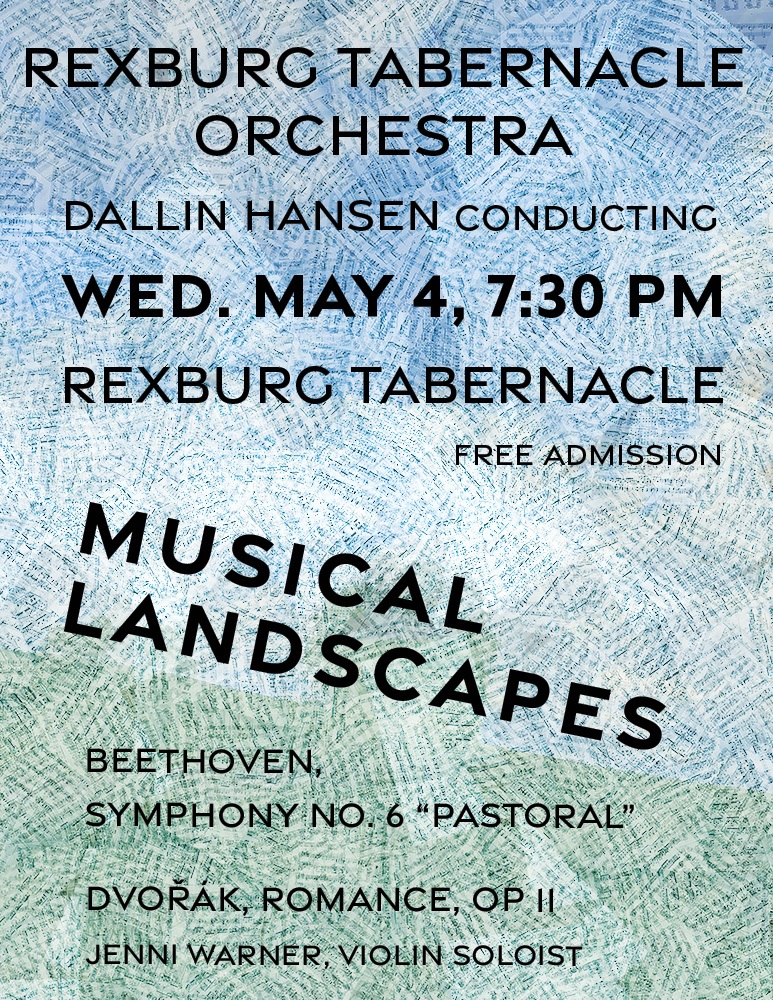 REXBURG TABERNACLE
ORCHESTRA
DALLIN HANSEN CONDUCTING
WED. MAY 4, 7:30 PM
REXBURG TABERNACLE
FREE ADMISSION
MUSICAL
LANDSCAPES
BEETHOVEN,
SYMPHONY NO. 6 “PASTORAL”
DVOŘÁK, ROMANCE, OP 11
JENNI WARNER, VIOLIN SOLOIST